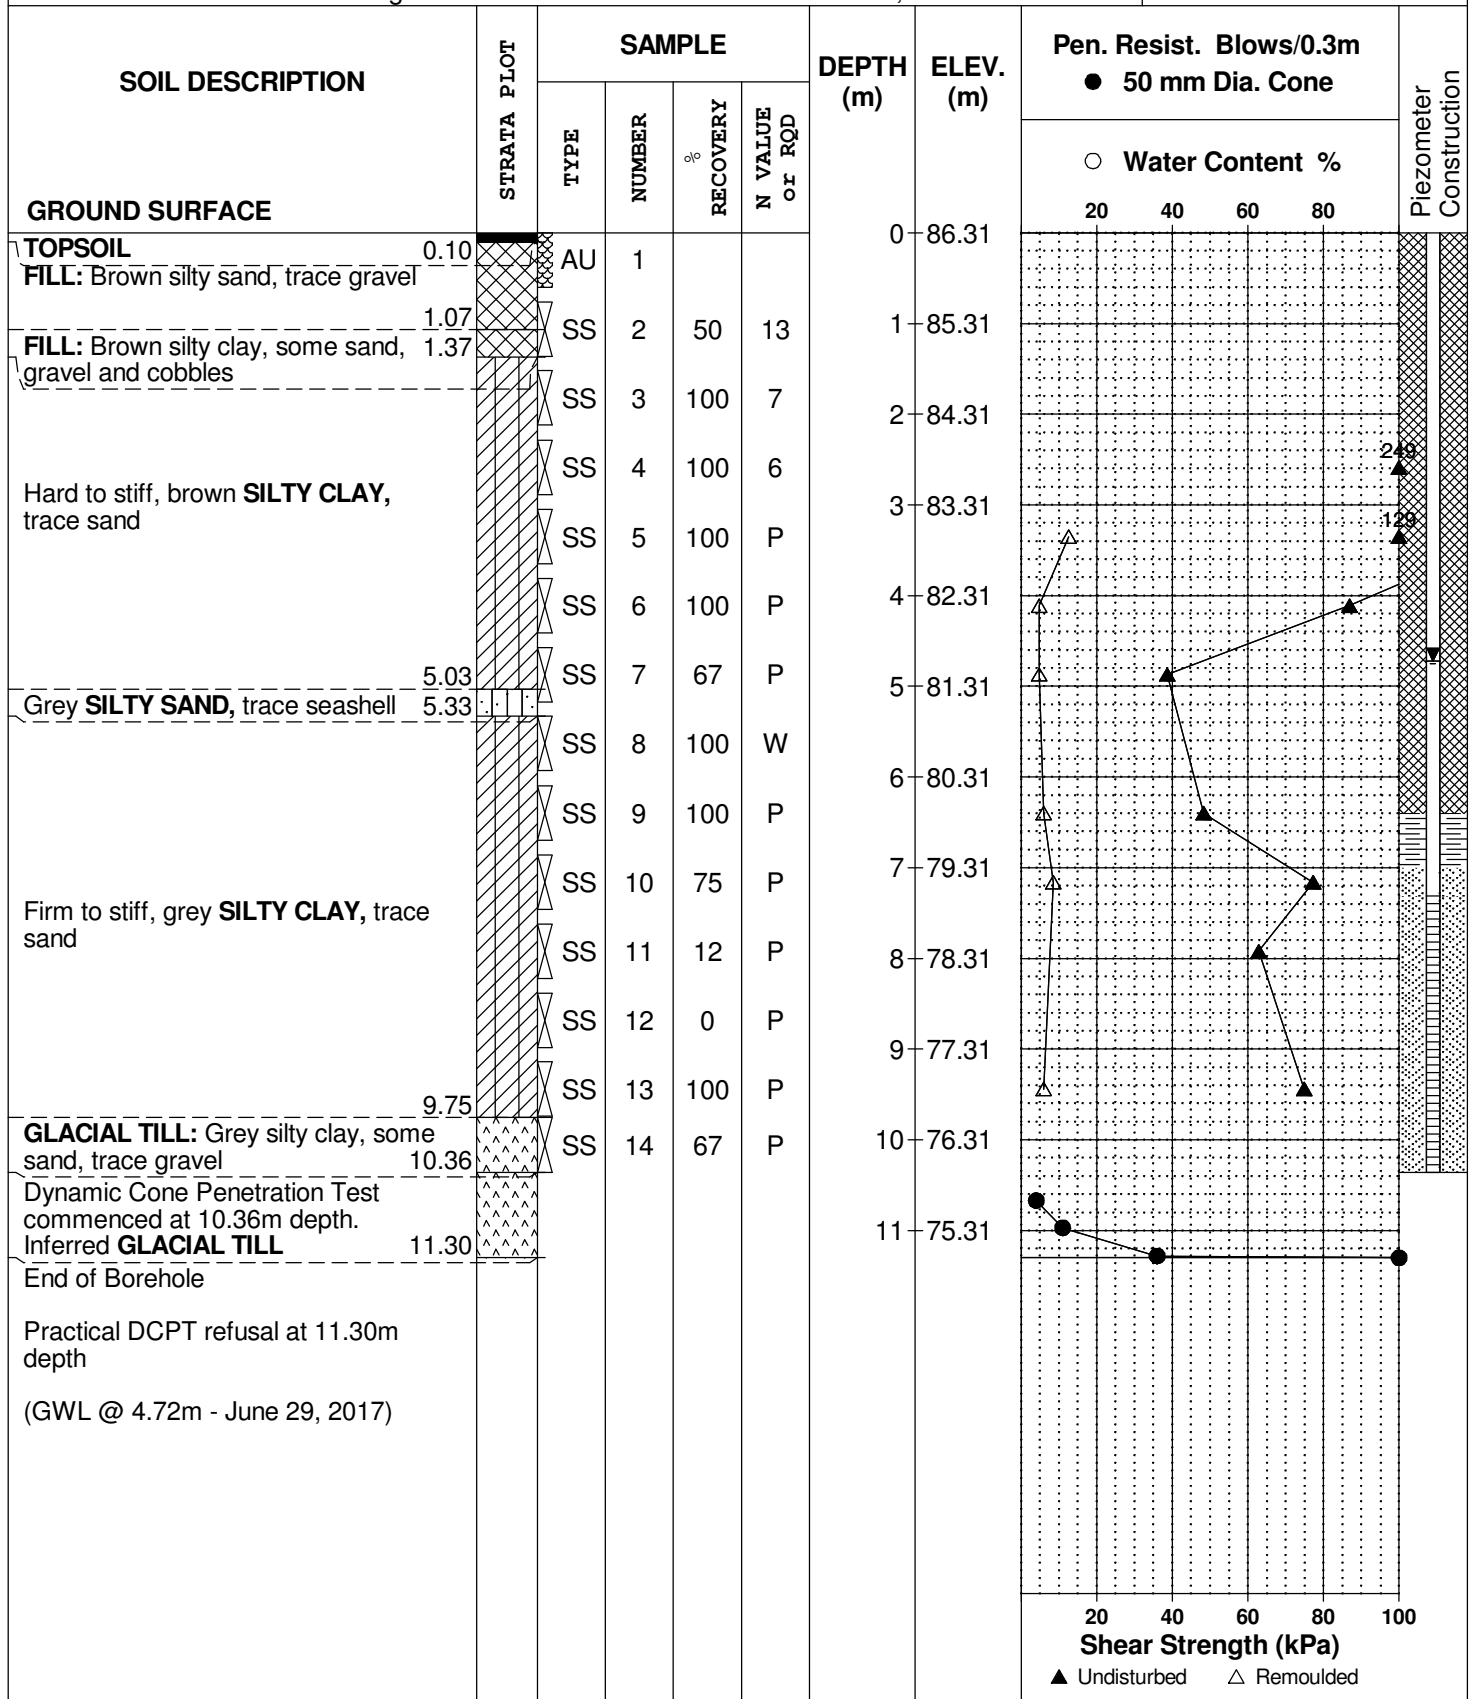 SOIL DESCRIPTION
GROUND SURFACE
STRATA PLOT
SAMPLE
TYPE
NUMBER
% RECOVERY
N VALUE or RQD
DEPTH (m)
ELEV. (m)
Pen. Resist. Blows/0.3m
● 50 mm Dia. Cone
○ Water Content %
20 40 60 80
Piezometer Construction
TOPSOIL 0.10
FILL: Brown silty sand, trace gravel
1.07
FILL: Brown silty clay, some sand, 1.37
gravel and cobbles
Hard to stiff, brown SILTY CLAY,
trace sand
5.03
Grey SILTY SAND, trace seashell 5.33
Firm to stiff, grey SILTY CLAY, trace
sand
9.75
GLACIAL TILL: Grey silty clay, some
sand, trace gravel 10.36
Dynamic Cone Penetration Test
commenced at 10.36m depth.
Inferred GLACIAL TILL 11.30
End of Borehole
Practical DCPT refusal at 11.30m
depth
(GWL @ 4.72m - June 29, 2017)
AU 1
SS 2 50 13
SS 3 100 7
SS 4 100 6
SS 5 100 P
SS 6 100 P
SS 7 67 P
SS 8 100 W
SS 9 100 P
SS 10 75 P
SS 11 12 P
SS 12 0 P
SS 13 100 P
SS 14 67 P
0 86.31
1 85.31
2 84.31
3 83.31
4 82.31
5 81.31
6 80.31
7 79.31
8 78.31
9 77.31
10 76.31
11 75.31
249
129
20 40 60 80 100
Shear Strength (kPa)
▲ Undisturbed △ Remoulded